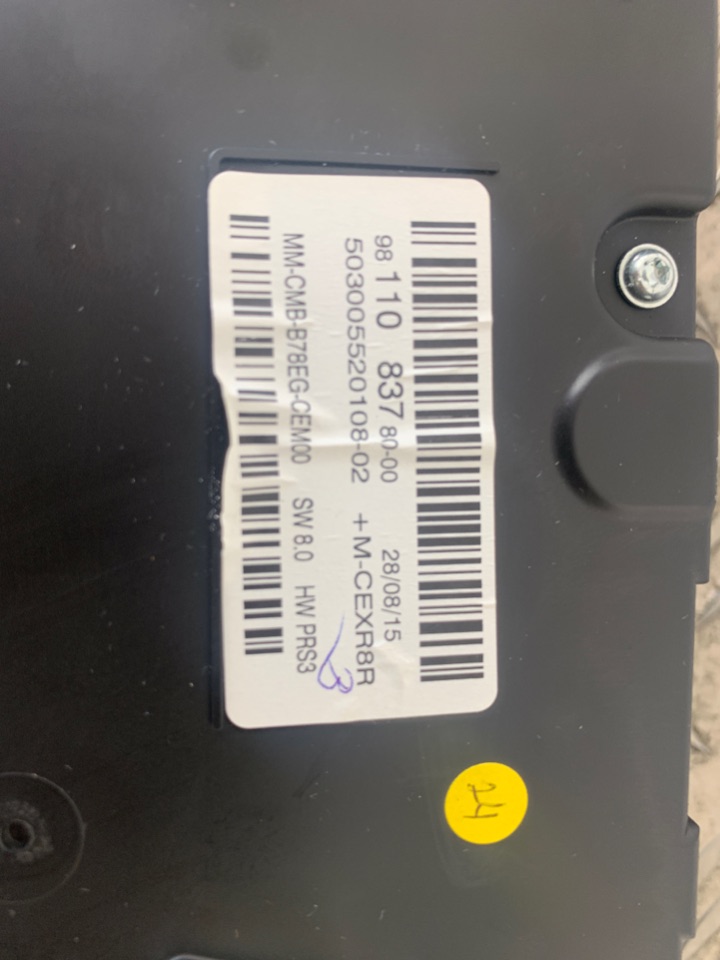 98 110 837 80-00 28/08/15
503005520108-02 +M-CEXR8R
MM-CMB-B78EG-CEM00 SW 8.0 HW PRS3
24